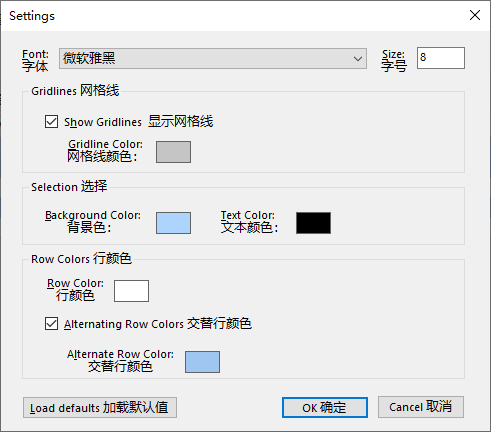 Settings
Font:
字体
微软雅黑
Size:
字号
8
Gridlines 网格线
Show Gridlines 显示网格线
Gridline Color:
网格线颜色：
Selection 选择
Background Color:
背景色：
Text Color:
文本颜色：
Row Colors 行颜色
Row Color:
行颜色
Alternating Row Colors 交替行颜色
Alternate Row Color:
交替行颜色
Load defaults 加载默认值
OK 确定
Cancel 取消